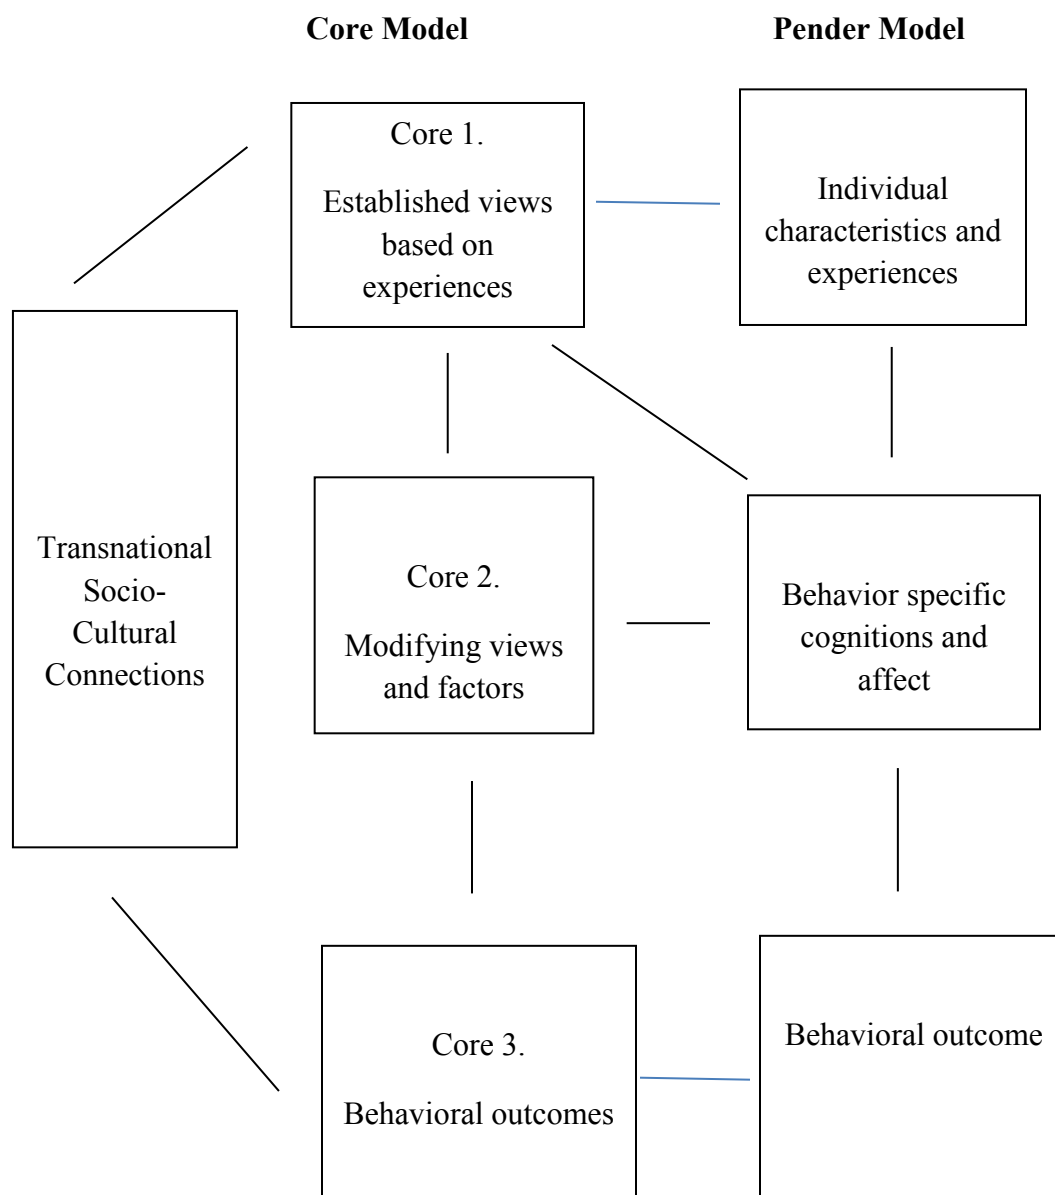 Core Model
Pender Model
Core 1.
Established views
based on
experiences
Individual
characteristics and
experiences
Transnational
Socio-
Cultural
Connections
Core 2.
Modifying views
and factors
Behavior specific
cognitions and
affect
Core 3.
Behavioral outcomes
Behavioral outcome